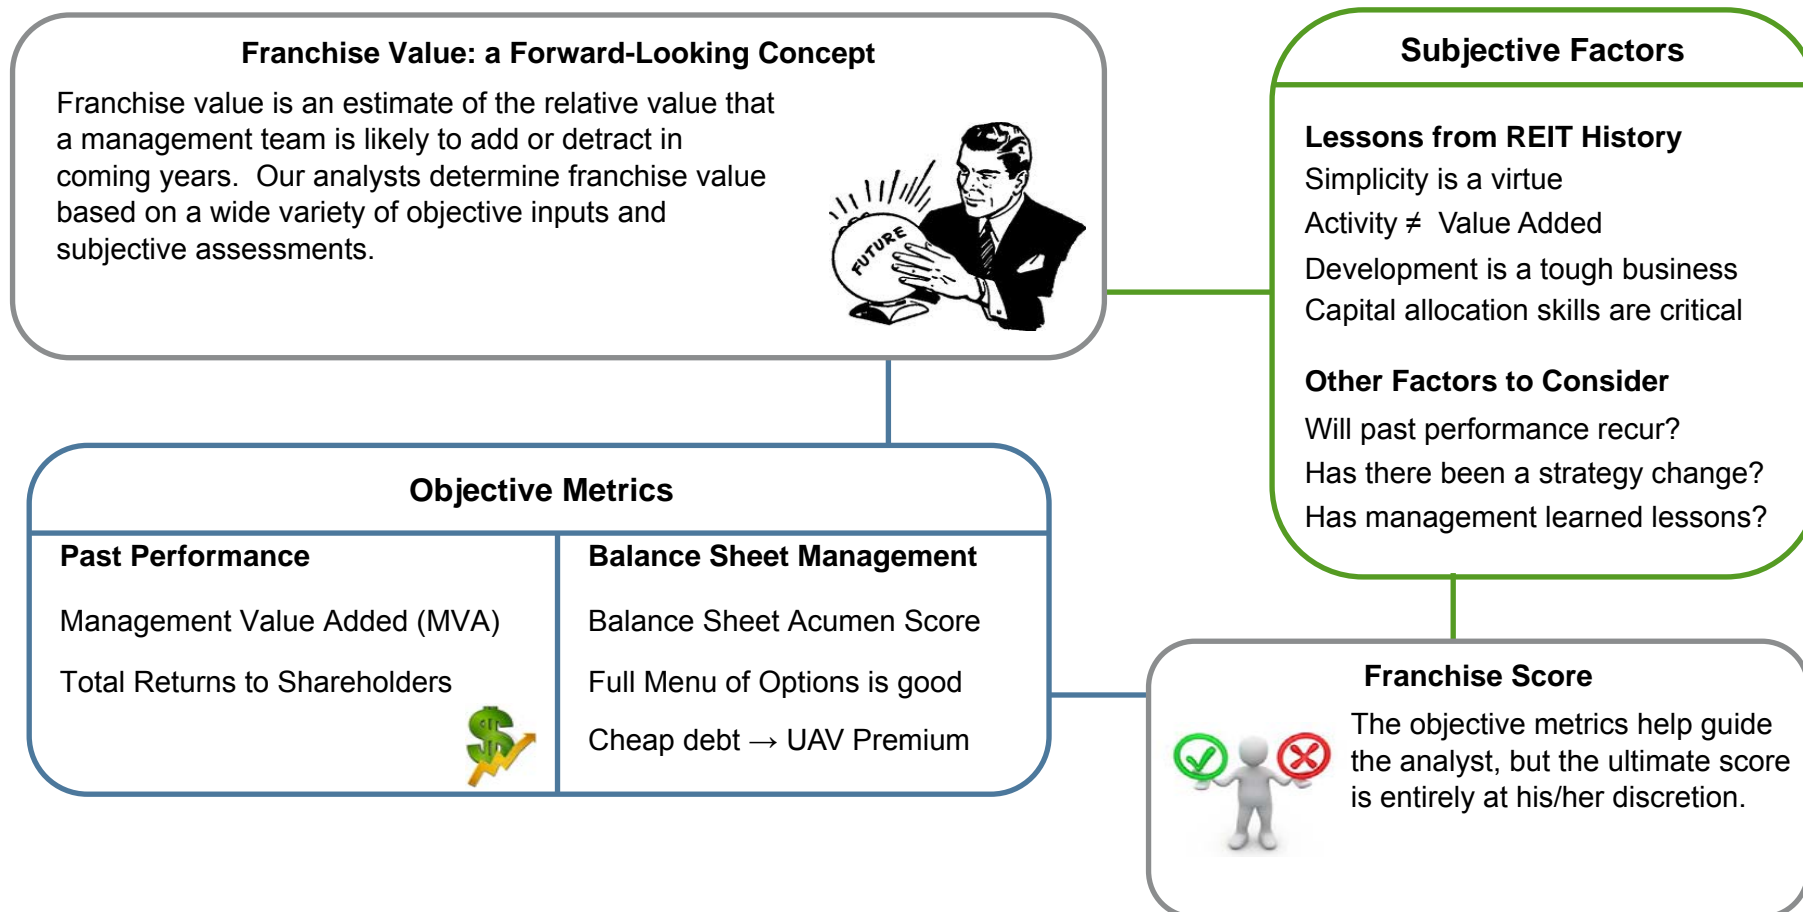 Franchise Value: a Forward-Looking Concept
Franchise value is an estimate of the relative value that
a management team is likely to add or detract in
coming years.  Our analysts determine franchise value
based on a wide variety of objective inputs and
subjective assessments.
FUTURE
Subjective Factors
Lessons from REIT History
Simplicity is a virtue
Activity ≠  Value Added
Development is a tough business
Capital allocation skills are critical
Other Factors to Consider
Will past performance recur?
Has there been a strategy change?
Has management learned lessons?
Objective Metrics
Past Performance
Management Value Added (MVA)
Total Returns to Shareholders
$
Balance Sheet Management
Balance Sheet Acumen Score
Full Menu of Options is good
Cheap debt → UAV Premium
Franchise Score
The objective metrics help guide
the analyst, but the ultimate score
is entirely at his/her discretion.